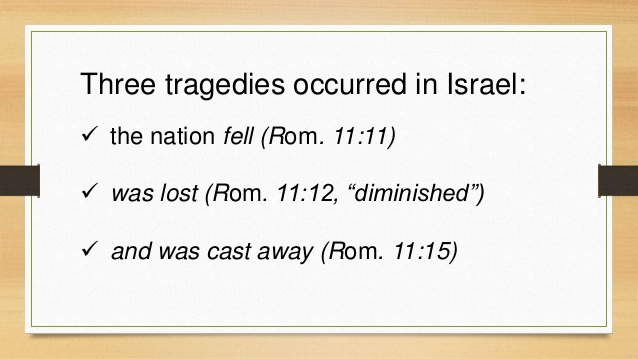 Three tragedies occurred in Israel:
✓ the nation fell (Rom. 11:11)
✓ was lost (Rom. 11:12, “diminished”)
✓ and was cast away (Rom. 11:15)